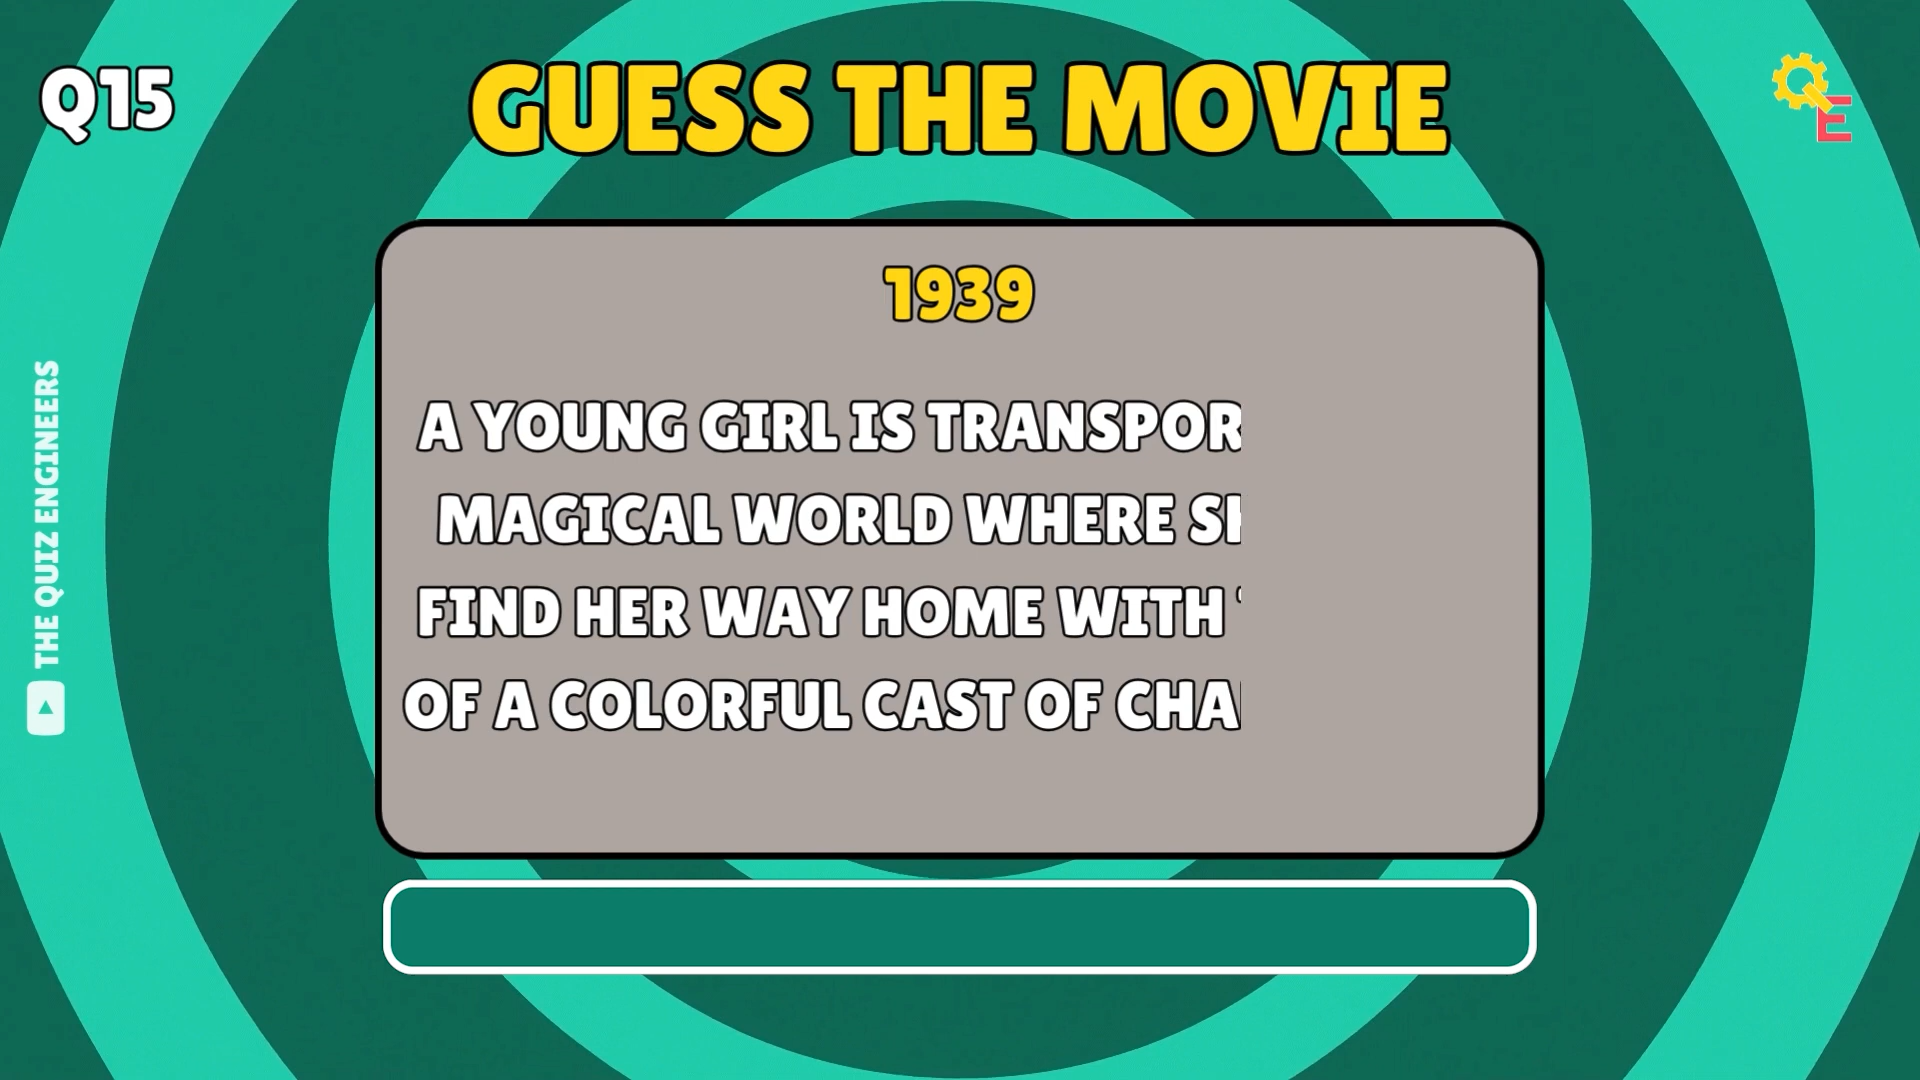 Q15
GUESS THE MOVIE
E
1939
A YOUNG GIRL IS TRANSPOR
MAGICAL WORLD WHERE SH
FIND HER WAY HOME WITH
OF A COLORFUL CAST OF CHA
THE QUIZ ENGINEERS